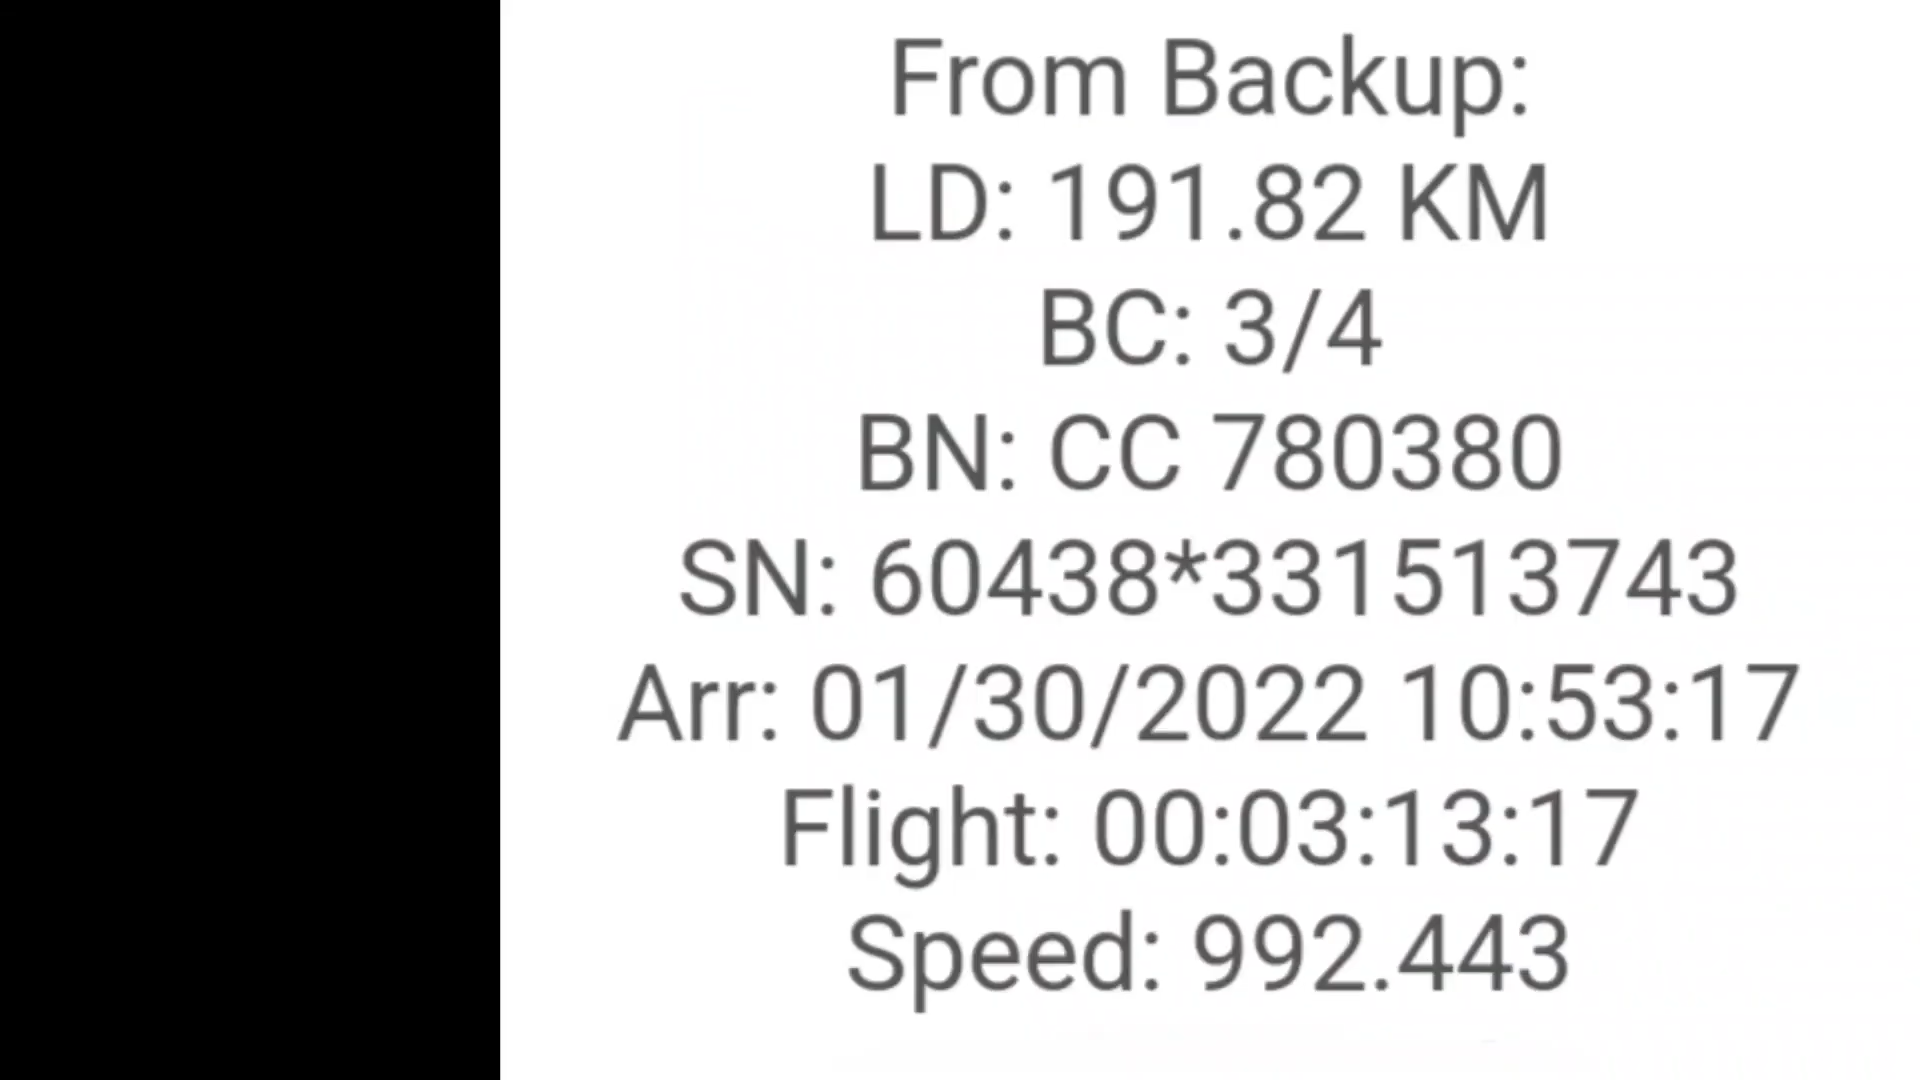 From Backup:
LD: 191.82 KM
BC: 3/4
BN: CC 780380
SN: 60438*331513743
Arr: 01/30/2022 10:53:17
Flight: 00:03:13:17
Speed: 992.443